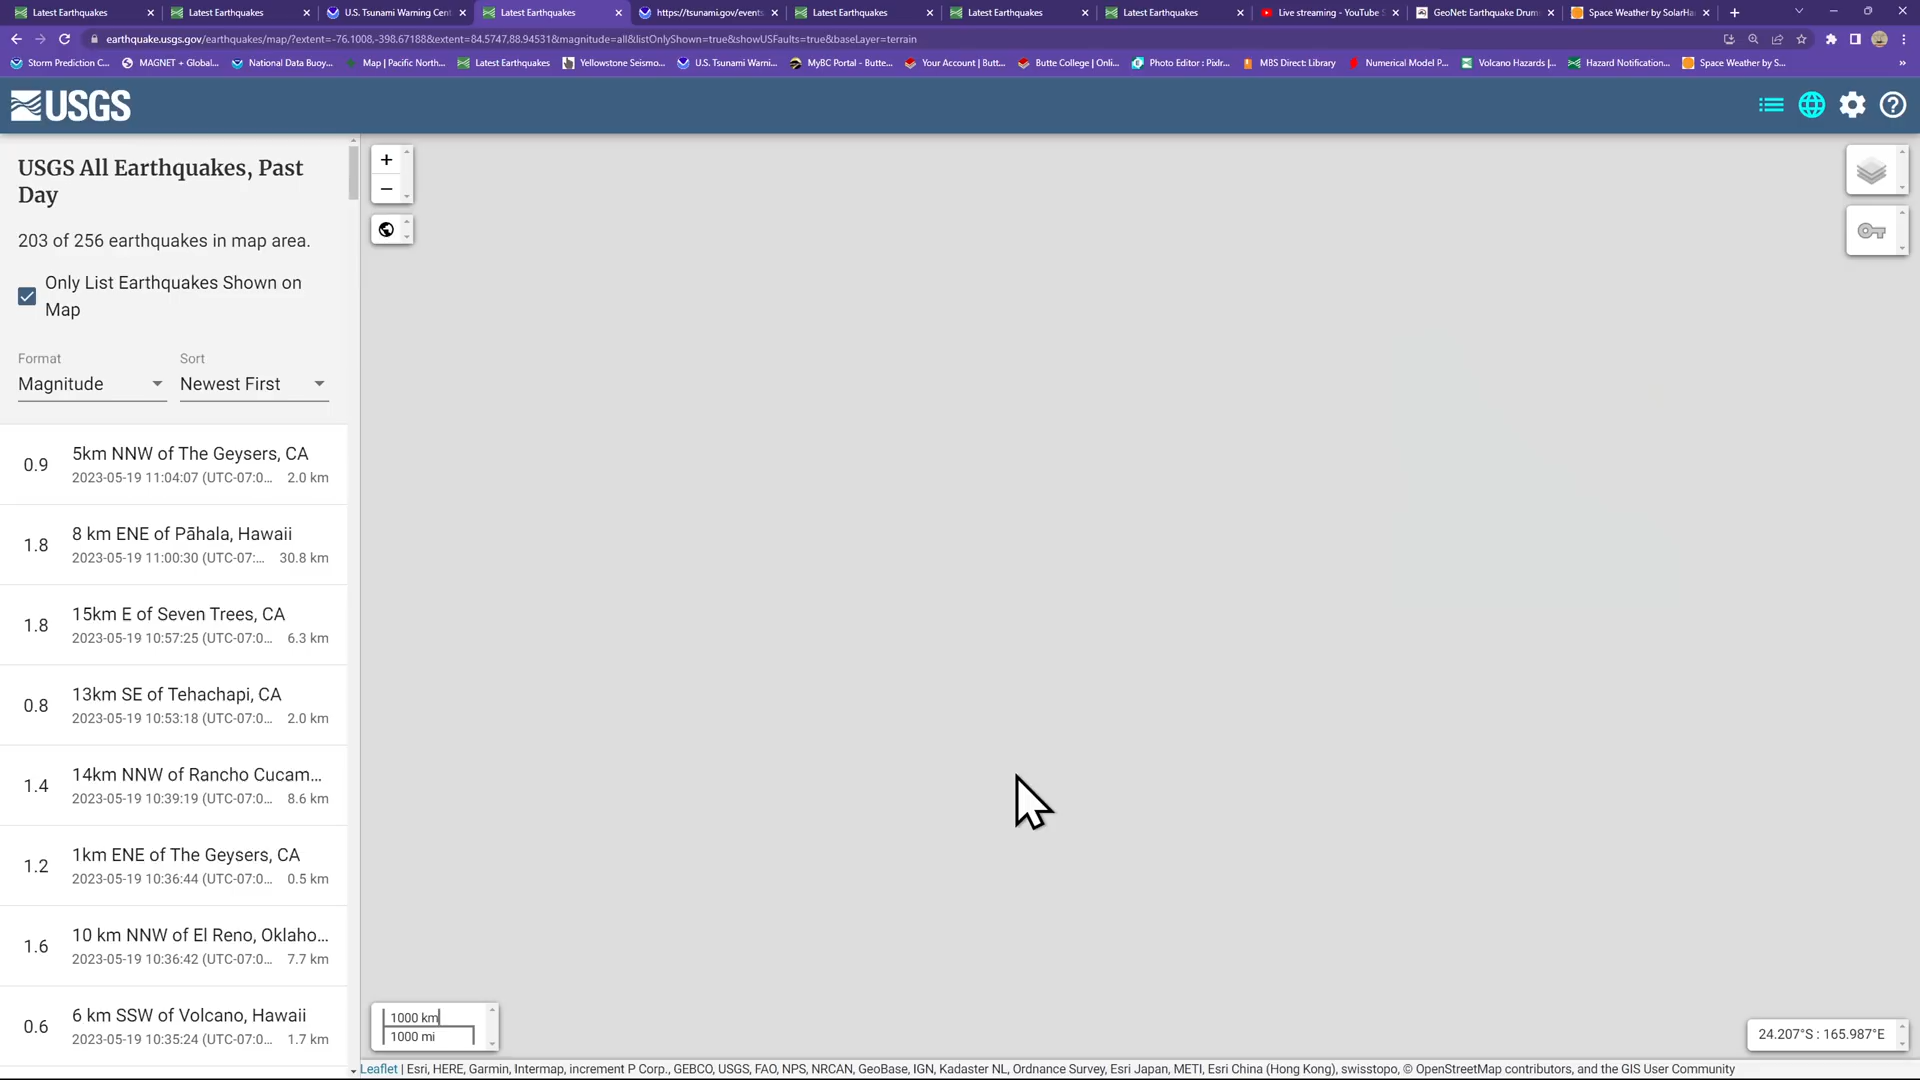 Latest Earthquakes
Latest Earthquakes
U.S. Tsunami Warning Cent
Latest Earthquakes
https://tsunami.gov/events
Latest Earthquakes
Latest Earthquakes
Latest Earthquakes
Live streaming - YouTube S
GeoNet: Earthquake Drum
Space Weather by SolarHa
earthquake.usgs.gov/earthquakes/map/?extent=-76.1008,-398.67188&extent=84.5747,88.94531&magnitude=all&listOnlyShown=true&showUSFaults=true&baseLayer=terrain
Storm Prediction C...
MAGNET + Global...
National Data Buoy...
Map | Pacific North...
Latest Earthquakes
Yellowstone Seismo...
U.S. Tsunami Warni...
MyBC Portal - Butte...
Your Account | Butt...
Butte College | Onli...
Photo Editor : Pixlr...
MBS Direct: Library
Numerical Model P...
Volcano Hazards |...
Hazard Notification...
Space Weather by S...
USGS
USGS All Earthquakes, Past
Day
203 of 256 earthquakes in map area.
Only List Earthquakes Shown on
Map
Format
Sort
Magnitude
Newest First
0.9
5km NNW of The Geysers, CA
2023-05-19 11:04:07 (UTC-07:0... 2.0 km
1.8
8 km ENE of Pāhala, Hawaii
2023-05-19 11:00:30 (UTC-07:... 30.8 km
1.8
15km E of Seven Trees, CA
2023-05-19 10:57:25 (UTC-07:0... 6.3 km
0.8
13km SE of Tehachapi, CA
2023-05-19 10:53:18 (UTC-07:0... 2.0 km
1.4
14km NNW of Rancho Cucam...
2023-05-19 10:39:19 (UTC-07:0... 8.6 km
1.2
1km ENE of The Geysers, CA
2023-05-19 10:36:44 (UTC-07:0... 0.5 km
1.6
10 km NNW of El Reno, Oklaho...
2023-05-19 10:36:42 (UTC-07:0... 7.7 km
0.6
6 km SSW of Volcano, Hawaii
2023-05-19 10:35:24 (UTC-07:0... 1.7 km
1000 km
1000 mi
24.207°S : 165.987°E
Leaflet | Esri, HERE, Garmin, Intermap, increment P Corp., GEBCO, USGS, FAO, NPS, NRCAN, GeoBase, IGN, Kadaster NL, Ordnance Survey, Esri Japan, METI, Esri China (Hong Kong), swisstopo, © OpenStreetMap contributors, and the GIS User Community